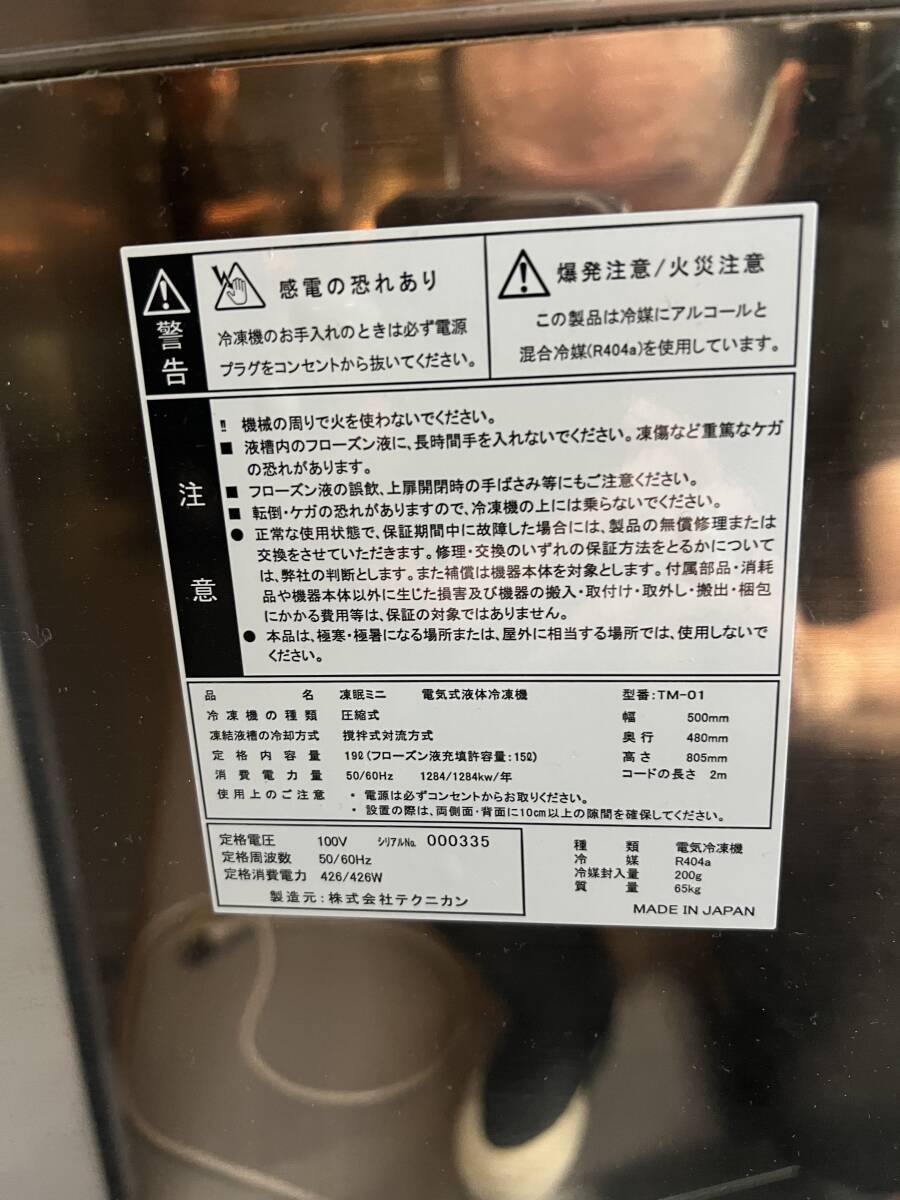 警告
感電の恐れあり
冷凍機のお手入れのときは必ず電源
プラグをコンセントから抜いてください。
爆発注意/火災注意
この製品は冷媒にアルコールと
混合冷媒(R404a)を使用しています。
注意
‼ 機械の周りで火を使わないでください。
■ 液槽内のフローズン液に、長時間手を入れないでください。凍傷など重篤なケガ
の恐れがあります。
■ フローズン液の誤飲、上扉開閉時の手ばさみ等にもご注意ください。
■ 転倒・ケガの恐れがありますので、冷凍機の上には乗らないでください。
● 正常な使用状態で、保証期間中に故障した場合には、製品の無償修理または
交換をさせていただきます。修理・交換のいずれの保証方法をとるかについて
は、弊社の判断とします。また補償は機器本体を対象とします。付属部品・消耗
品や機器本体以外に生じた損害及び機器の搬入・取付け・取外し・搬出・梱包
にかかる費用等は、保証の対象ではありません。
● 本品は、極寒・極暑になる場所または、屋外に相当する場所では、使用しないで
ください。
品名 凍眠ミニ 電気式液体冷凍機 型番:TM-01
冷凍機の種類 圧縮式 幅 500mm
凍結液槽の冷却方式 攪拌式対流方式 奥行 480mm
定格内容量 19ℓ(フローズン液充填許容量:15ℓ) 高さ 805mm
消費電力量 50/60Hz 1284/1284kw/年 コードの長さ 2m
使用上のご注意 ・電源は必ずコンセントからお取りください。
・設置の際は、両側面・背面に10cm以上の隙間を確保してください。
定格電圧 100V ｼﾘｱﾙNo. 000335
定格周波数 50/60Hz
定格消費電力 426/426W
製造元:株式会社テクニカン
種類 電気冷凍機
冷媒 R404a
冷媒封入量 200g
質量 65kg
MADE IN JAPAN